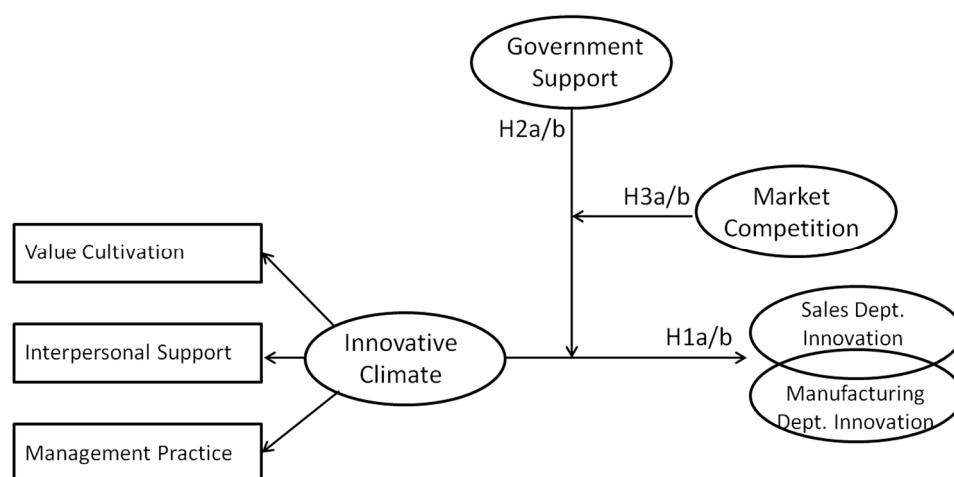 Government
Support
H2a/b
H3a/b
Market
Competition
Value Cultivation
Interpersonal Support
Management Practice
Innovative
Climate
H1a/b
Sales Dept.
Innovation
Manufacturing
Dept. Innovation